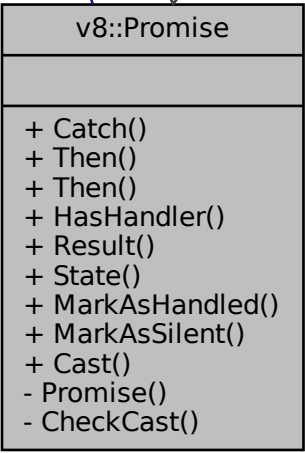 v8::Promise
+ Catch()
+ Then()
+ Then()
+ HasHandler()
+ Result()
+ State()
+ MarkAsHandled()
+ MarkAsSilent()
+ Cast()
- Promise()
- CheckCast()